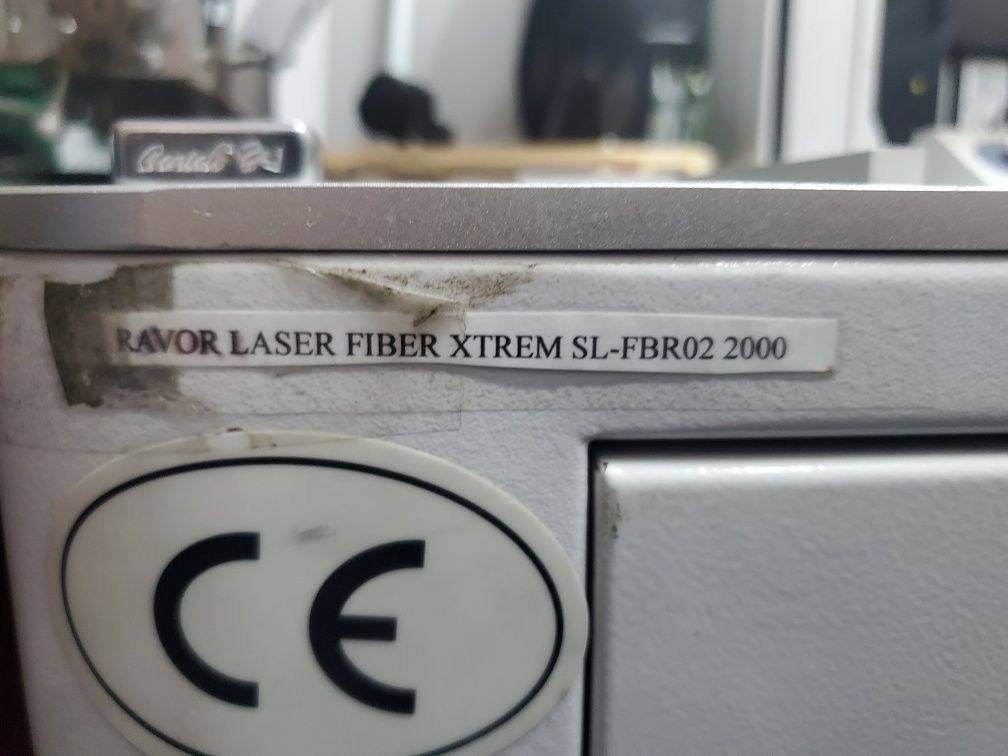 RAVOR LASER FIBER XTREM SL-FBR02 2000
CE